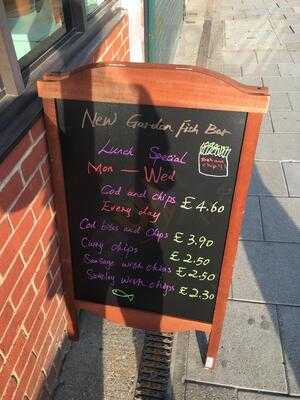 New Garden Fish Bar
Lunch Special
Mon — Wed
Cod and chips
Every day £4.60
Cod bites and chips £3.90
Curry chips £2.50
Sausage with chips £2.50
Saveloy with chips £2.30